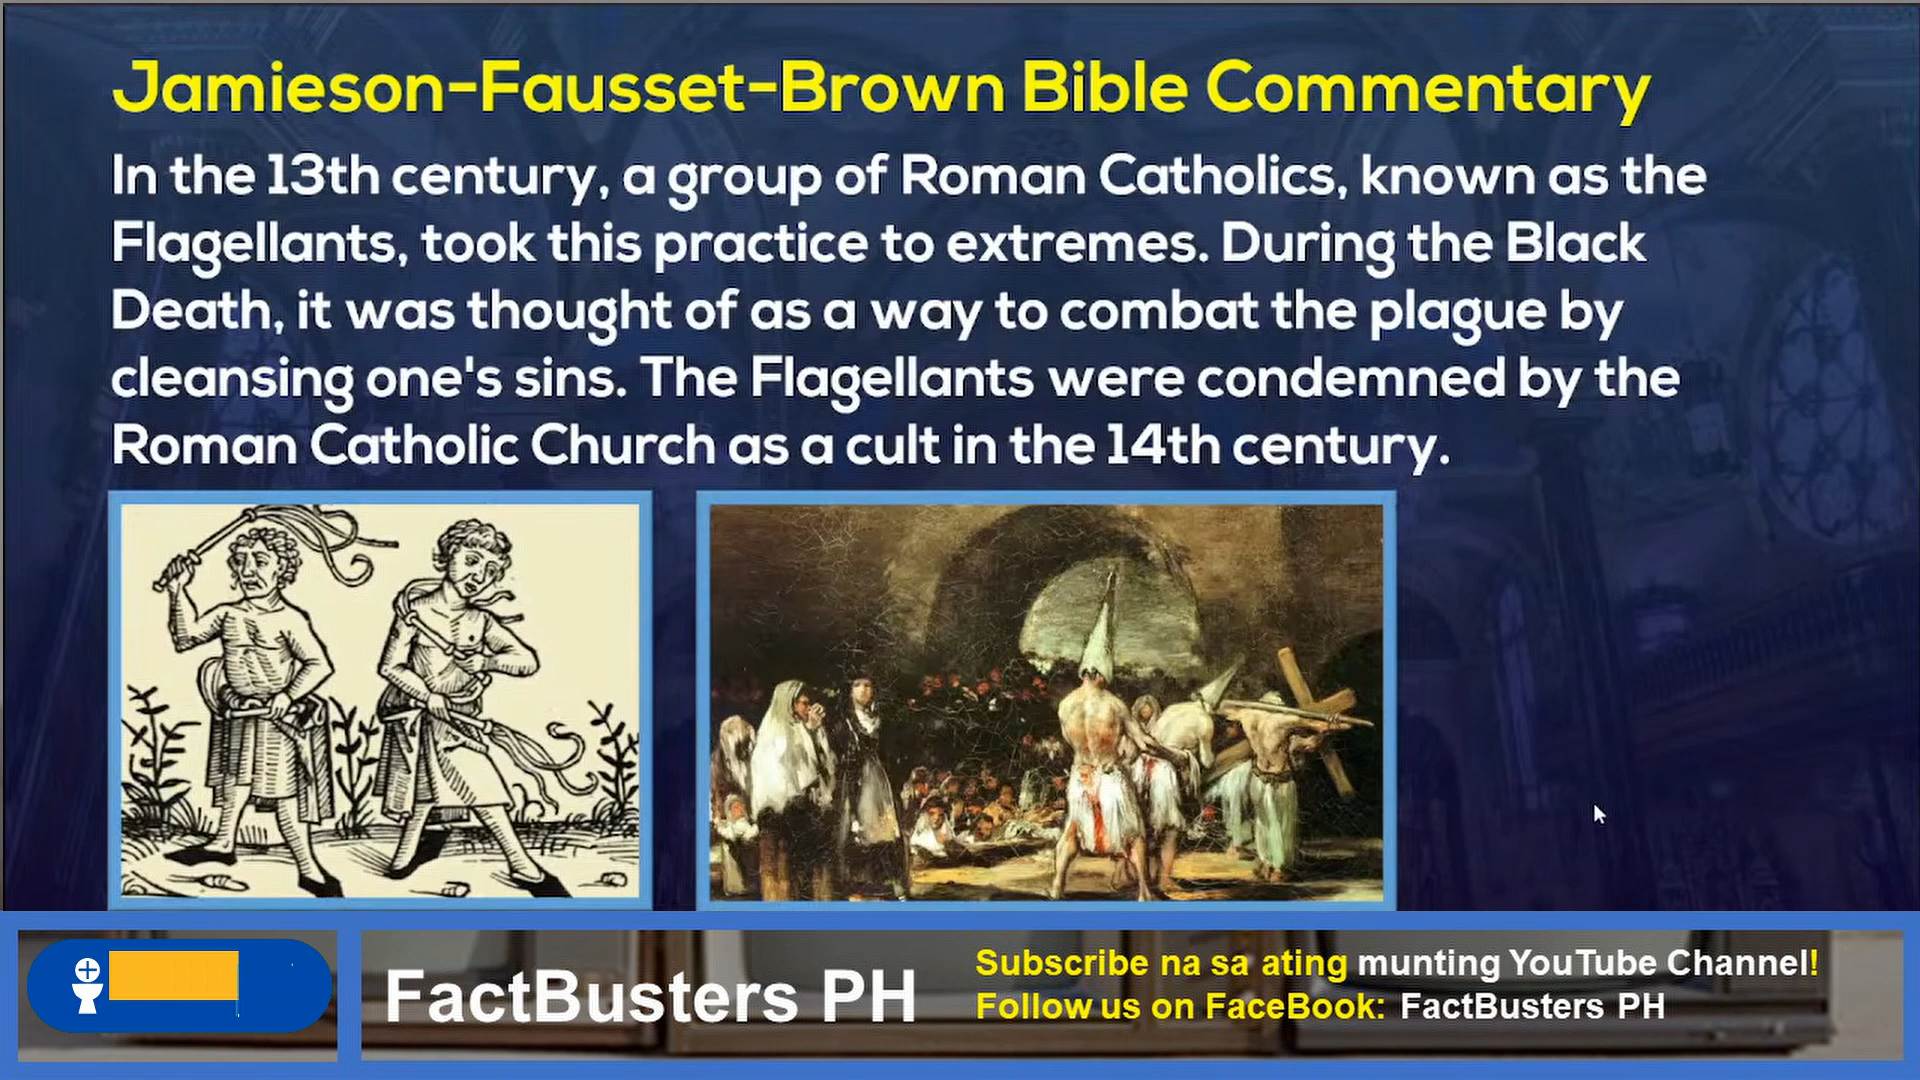 Jamieson-Fausset-Brown Bible Commentary
In the 13th century, a group of Roman Catholics, known as the
Flagellants, took this practice to extremes. During the Black
Death, it was thought of as a way to combat the plague by
cleansing one's sins. The Flagellants were condemned by the
Roman Catholic Church as a cult in the 14th century.
FactBusters PH
Subscribe na sa ating munting YouTube Channel!
Follow us on FaceBook: FactBusters PH